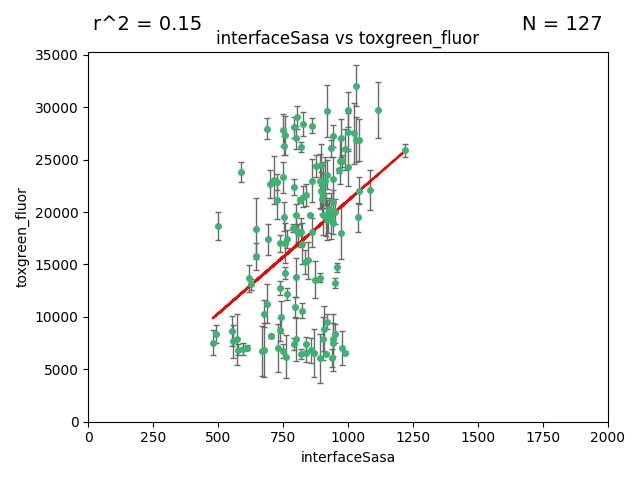 r^2 = 0.15
N = 127
interfaceSasa vs toxgreen_fluor
35000
30000
25000
20000
15000
10000
5000
0
toxgreen_fluor
0 250 500 750 1000 1250 1500 1750 2000
interfaceSasa